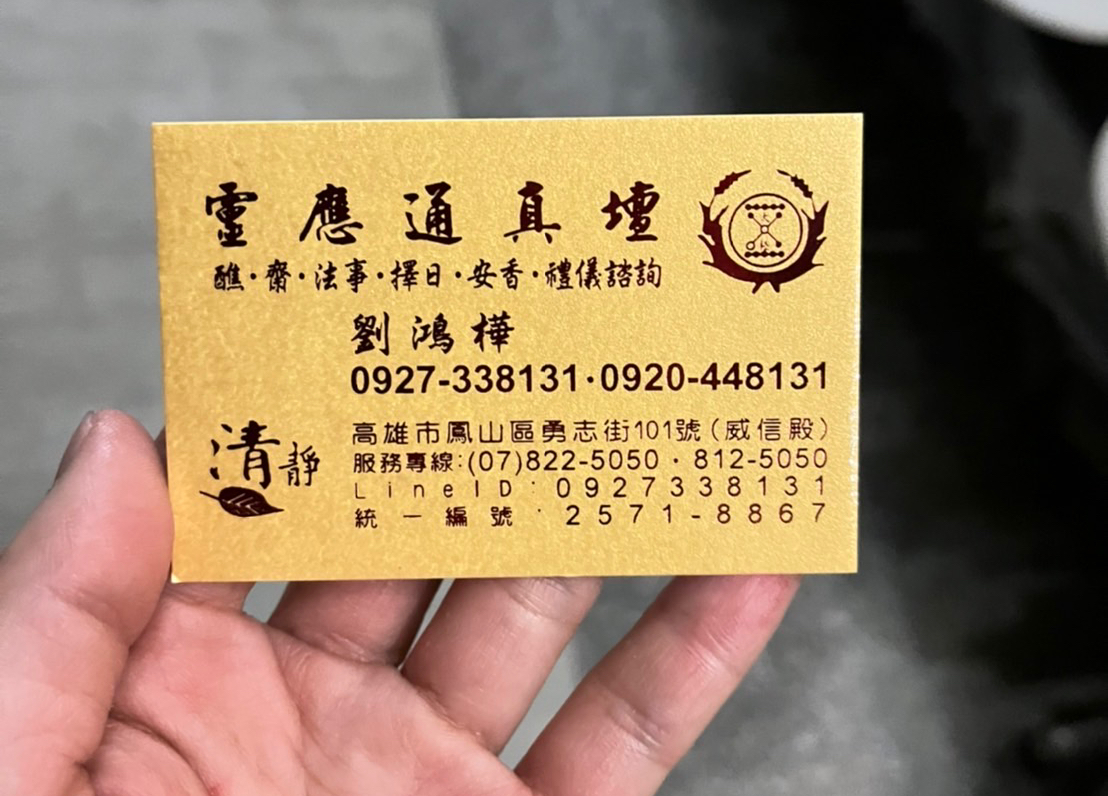 靈應通真壇
醮·齋·法事·擇日·安香·禮儀諮詢
劉鴻樺
0927-338131·0920-448131
高雄市鳳山區勇志街101號(威信殿)
服務專線:(07)822-5050·812-5050
LineID:0927338131
統一編號:2571-8867
清靜